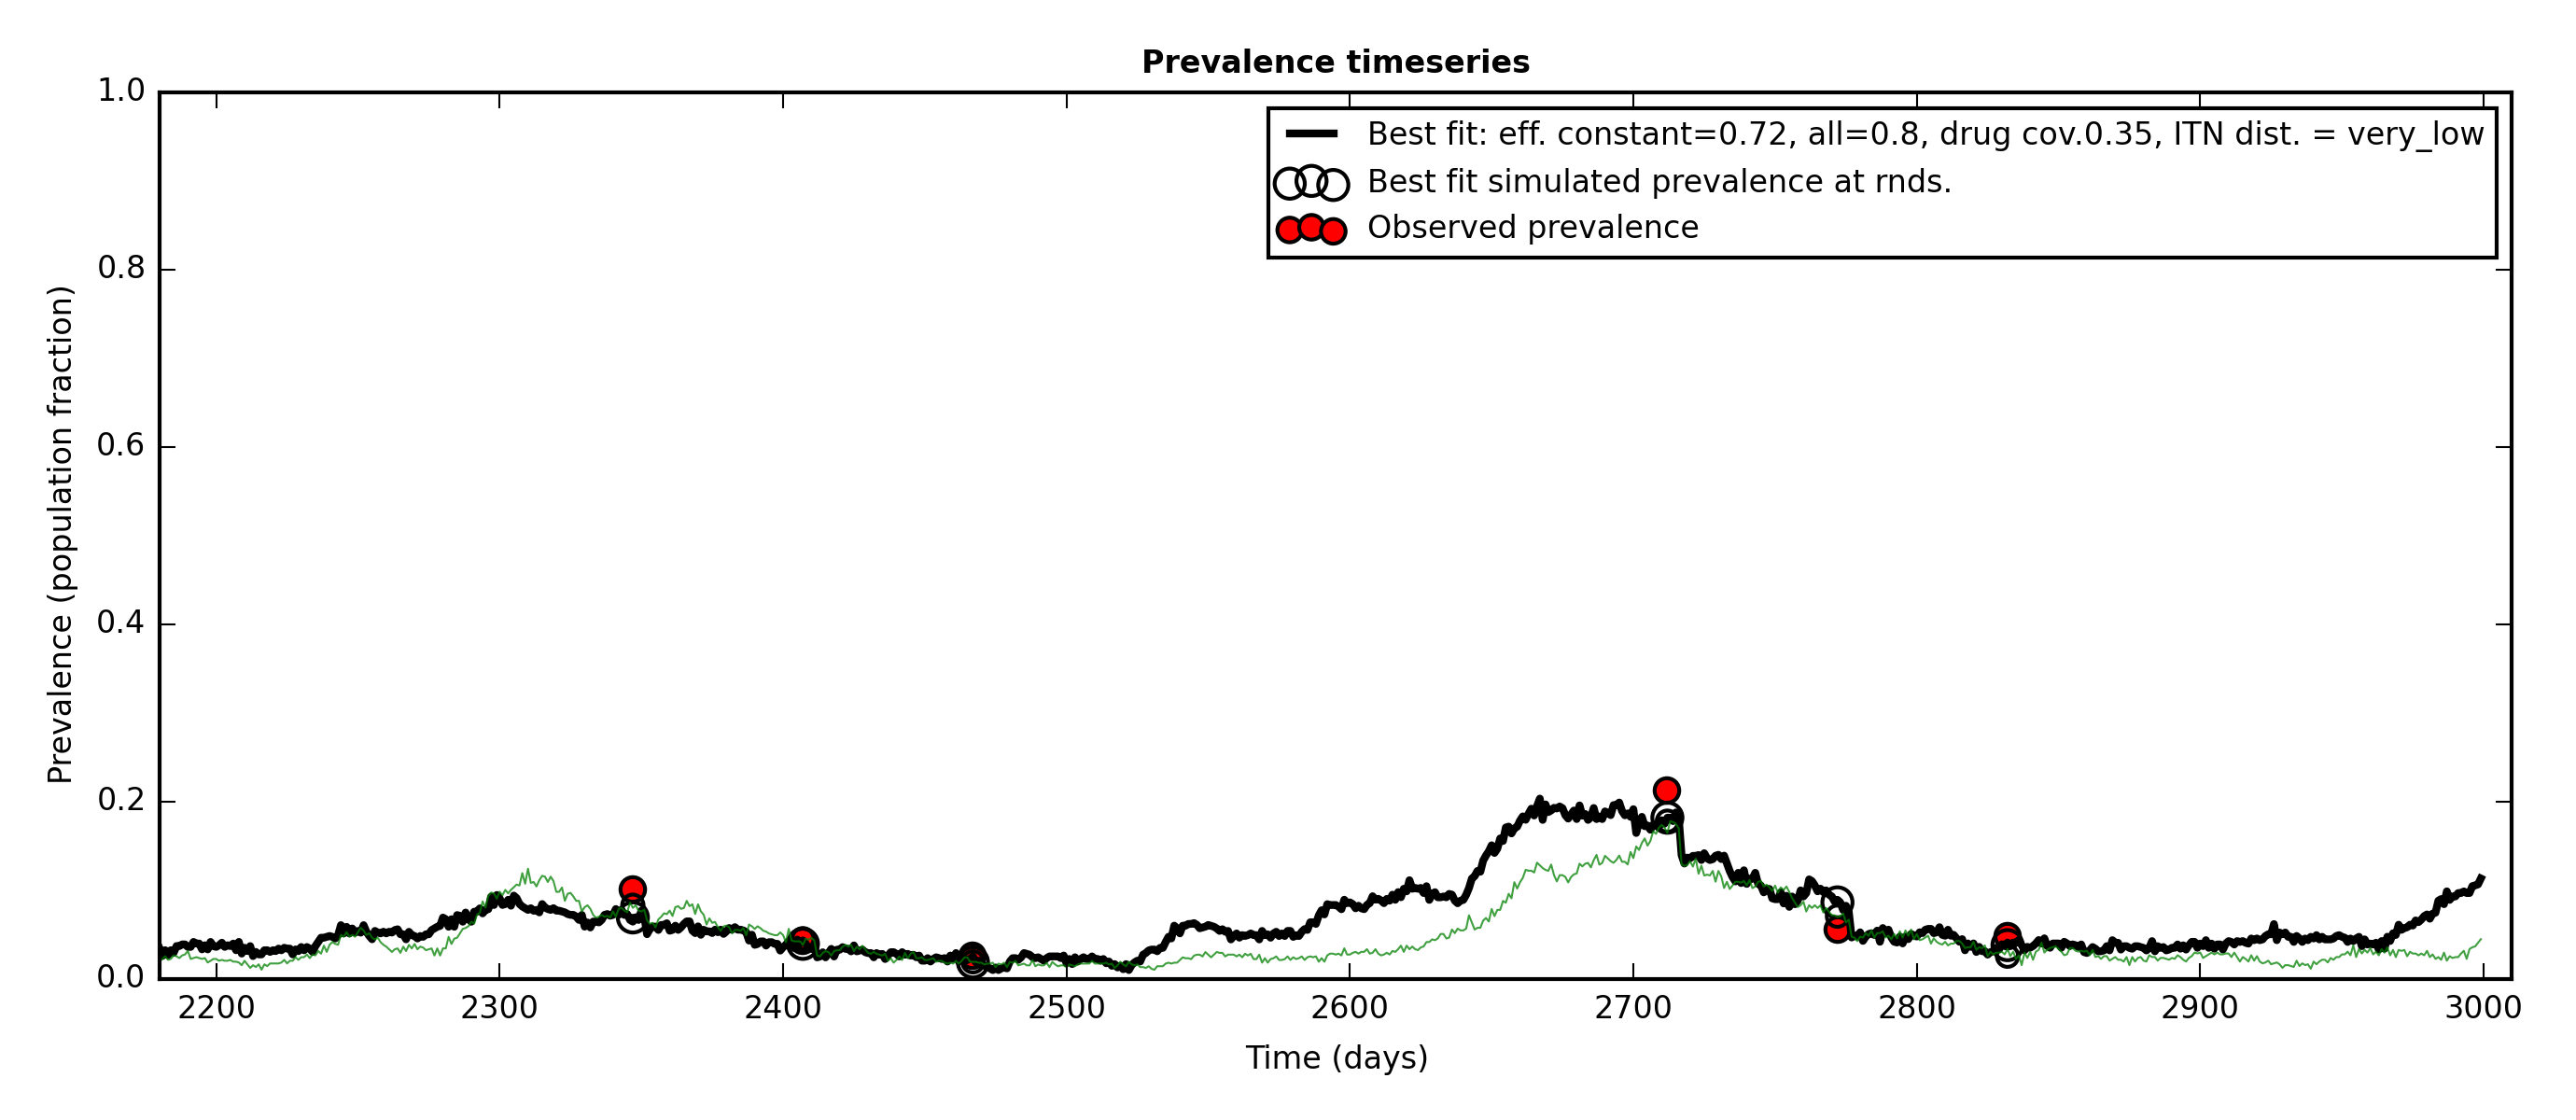 Prevalence timeseries
1.0
0.8
0.6
0.4
0.2
0.0
Prevalence (population fraction)
Best fit: eff. constant=0.72, all=0.8, drug cov.0.35, ITN dist. = very_low
Best fit simulated prevalence at rnds.
Observed prevalence
2200 2300 2400 2500 2600 2700 2800 2900 3000
Time (days)